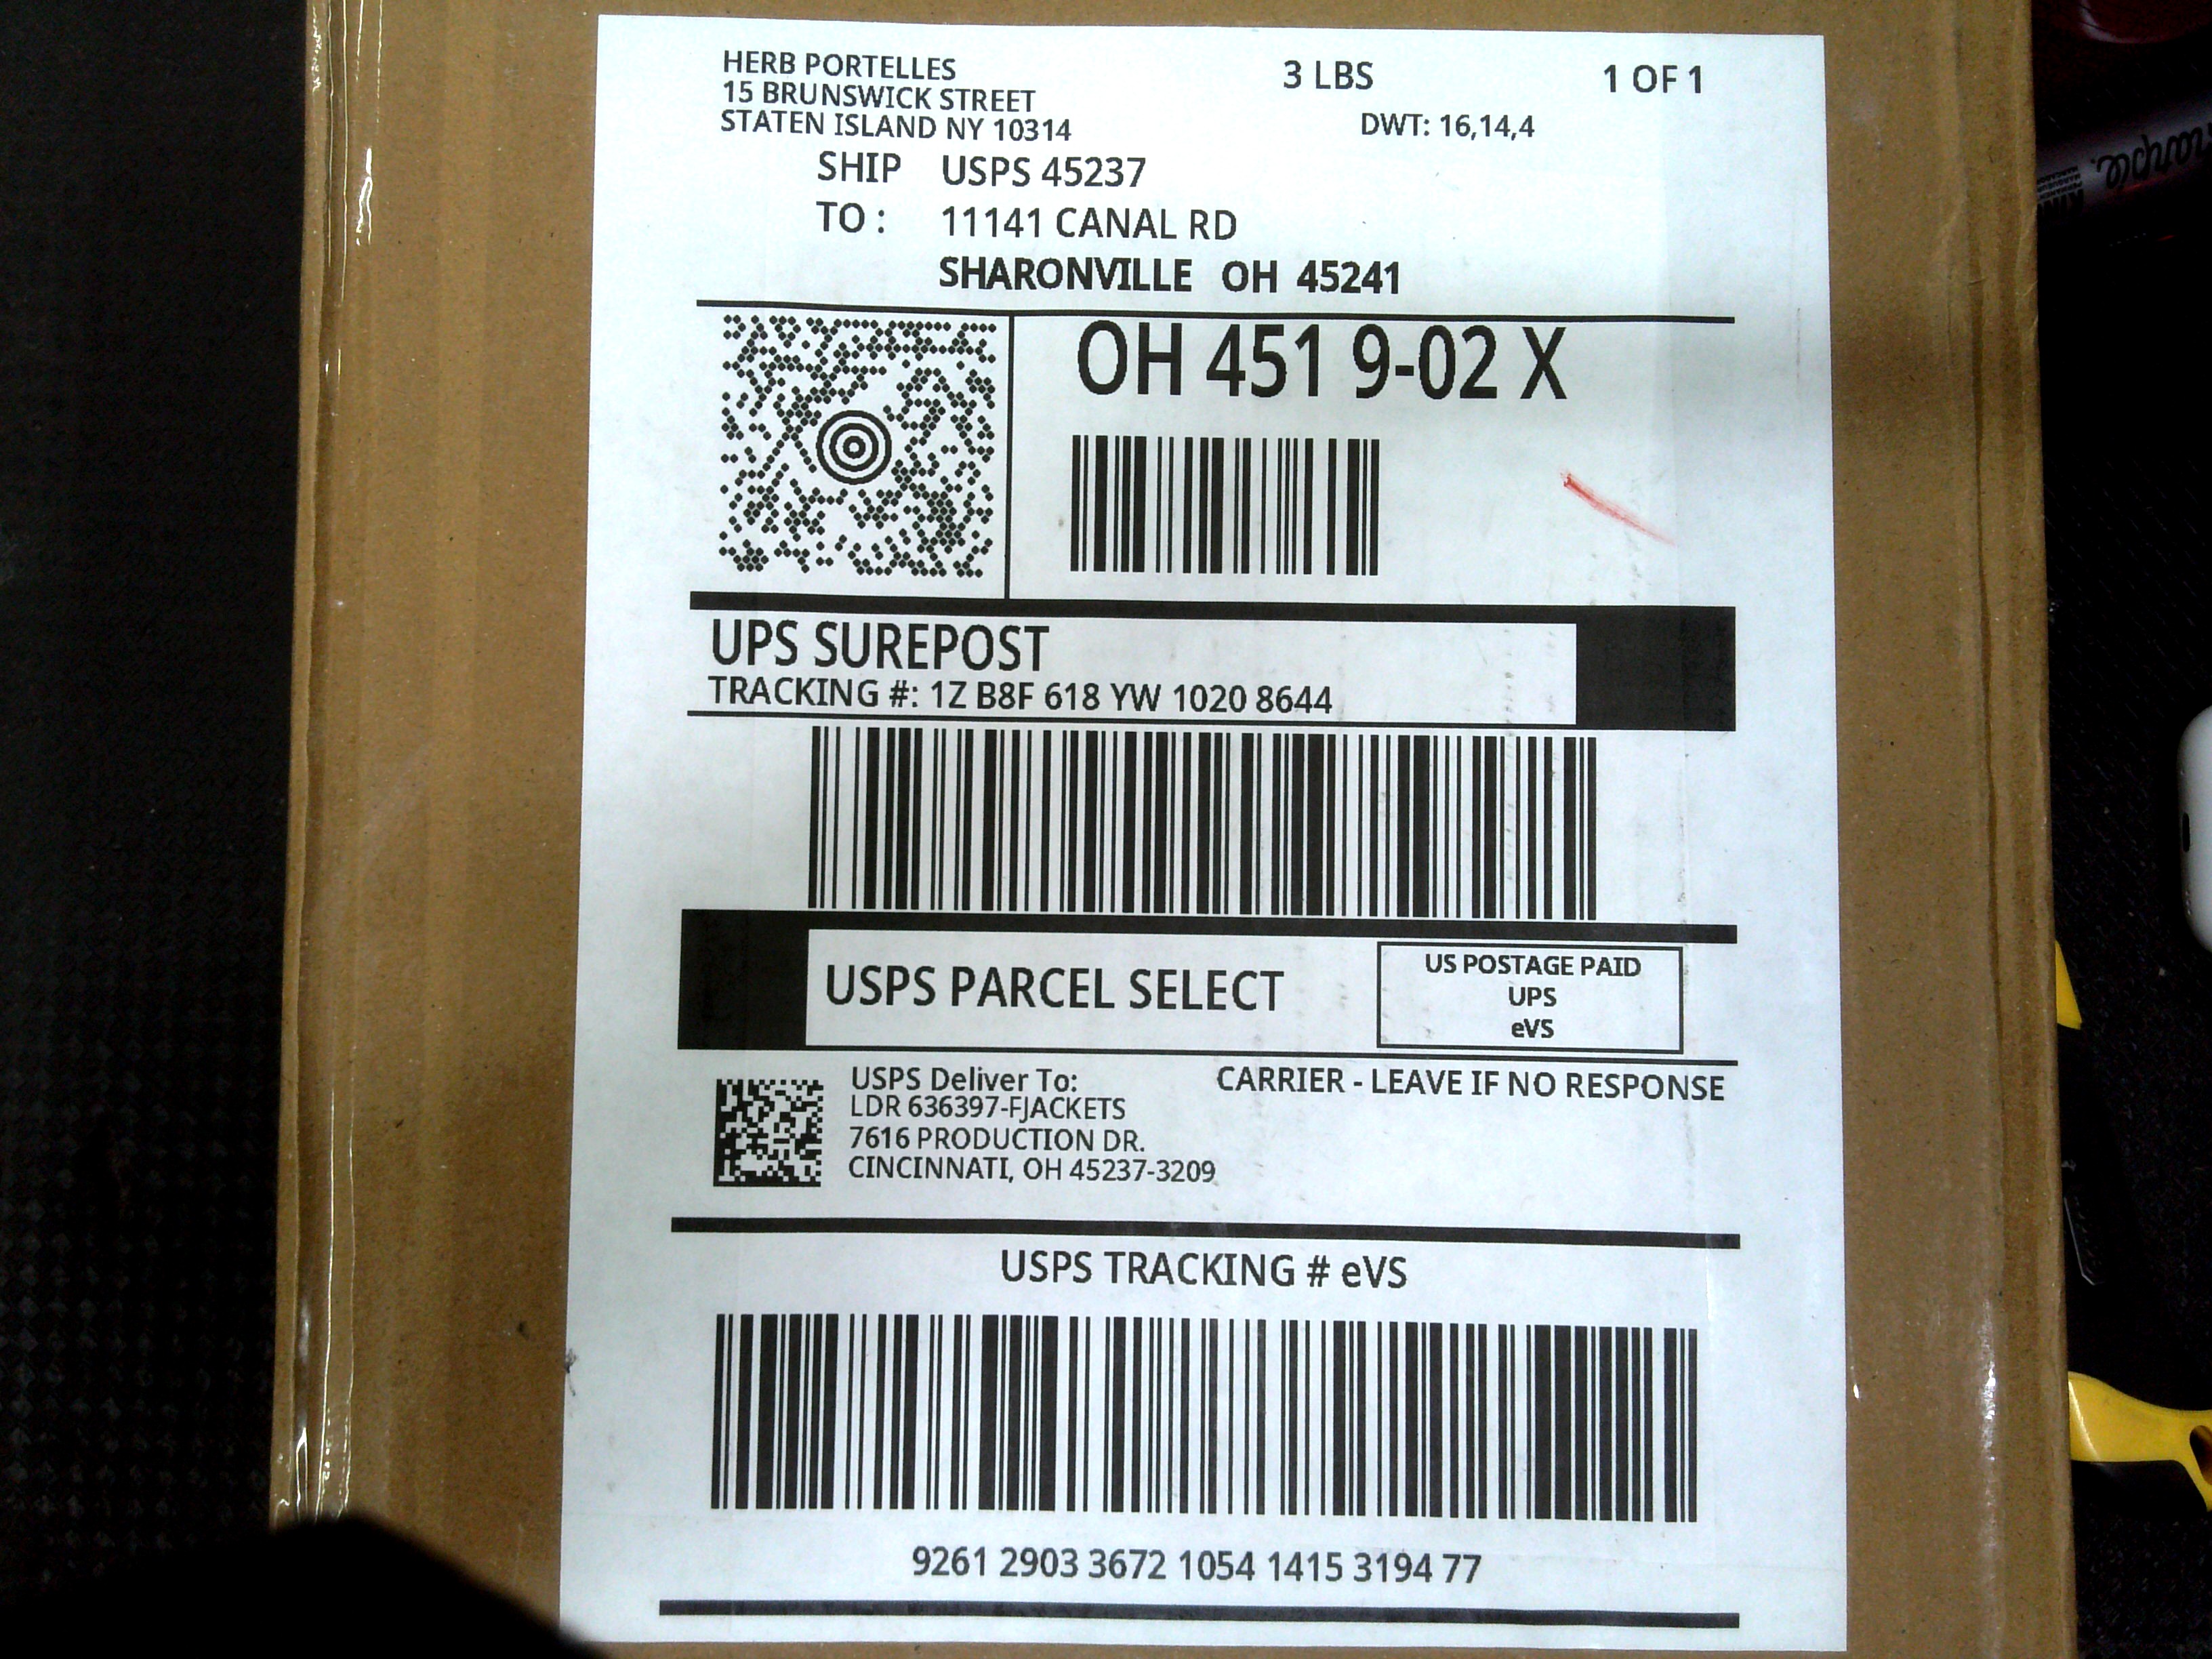 HERB PORTELLES
15 BRUNSWICK STREET
STATEN ISLAND NY 10314
3 LBS
1 OF 1
DWT: 16,14,4
SHIP USPS 45237
TO : 11141 CANAL RD
SHARONVILLE OH 45241
OH 451 9-02 X
UPS SUREPOST
TRACKING #: 1Z B8F 618 YW 1020 8644
USPS PARCEL SELECT
US POSTAGE PAID
UPS
eVS
USPS Deliver To:
CARRIER - LEAVE IF NO RESPONSE
LDR 636397-FJACKETS
7616 PRODUCTION DR.
CINCINNATI, OH 45237-3209
USPS TRACKING # eVS
9261 2903 3672 1054 1415 3194 77